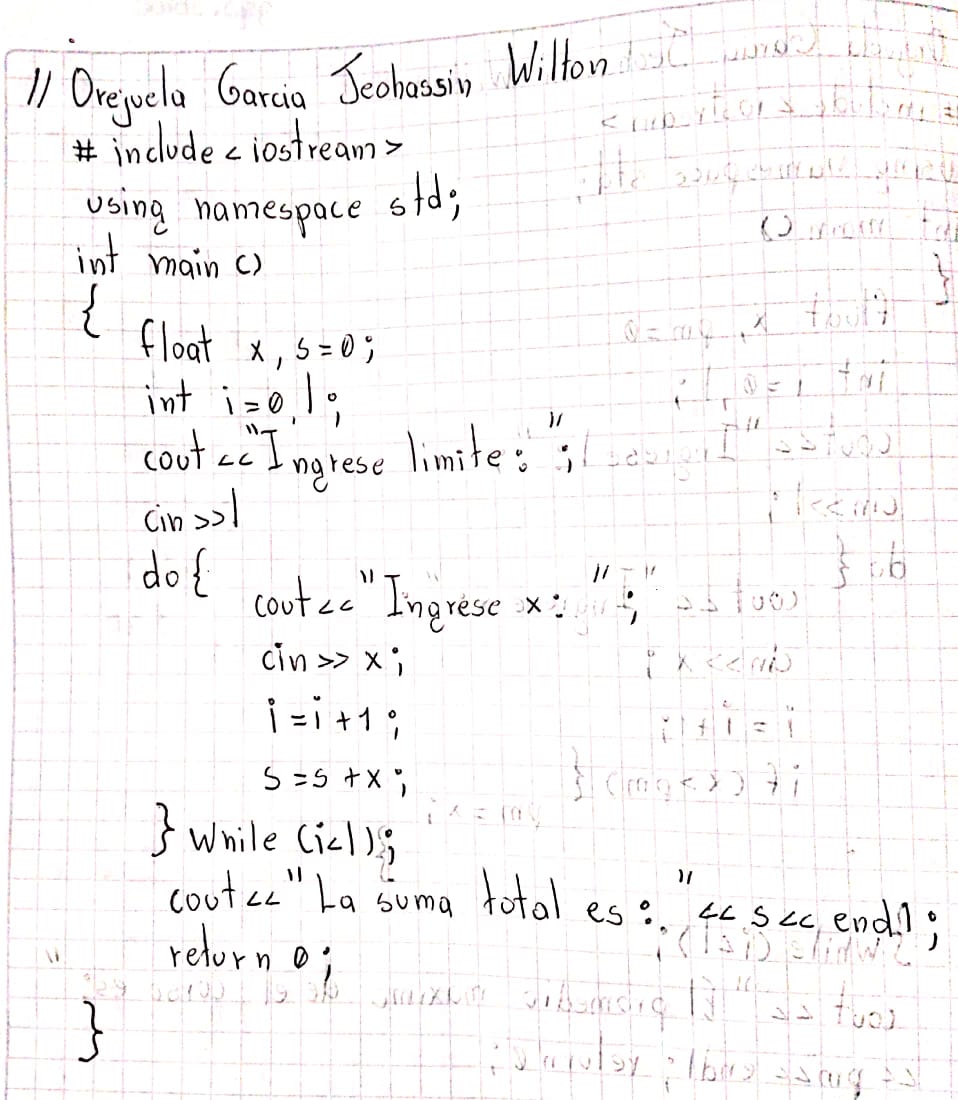 // Orejuela Garcia Jeohassin Wilton
# include < iostream >
using namespace std;
int main ()
{
float x, s=0;
int i=0,l;
cout << "Ingrese limite: ";
cin >>l
do {
cout<<"Ingrese x: ";
cin >> x;
i=i+1;
s=s+x;
} While (i<l);
cout<<"La suma total es: "<< s<< endl;
return 0;
}